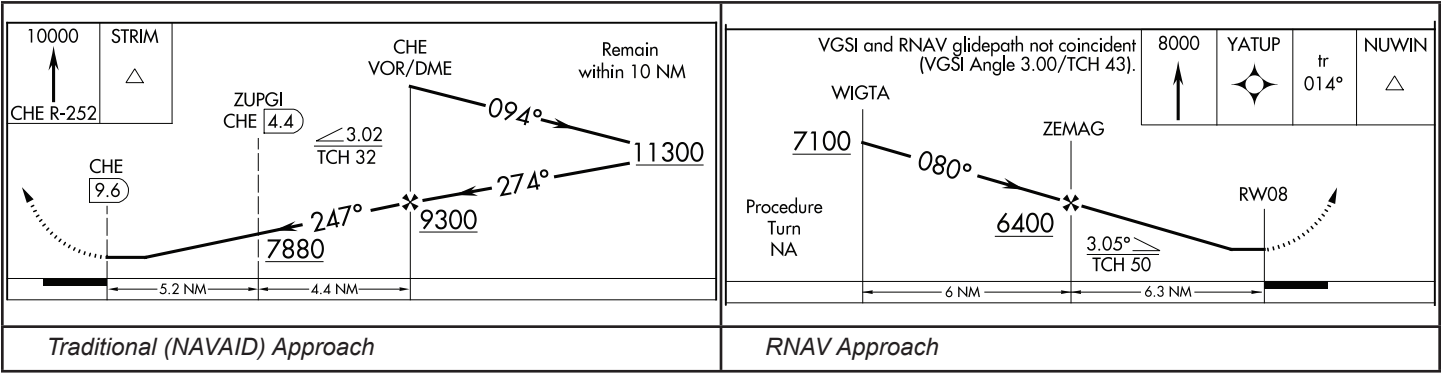 10000
CHE R-252
STRIM
CHE
VOR/DME
Remain
within 10 NM
ZUPGI
CHE 4.4
3.02
TCH 32
094°
11300
274°
CHE
9.6
247°
9300
7880
5.2 NM
4.4 NM
Traditional (NAVAID) Approach
VGSI and RNAV glidepath not coincident
(VGSI Angle 3.00/TCH 43).
8000
YATUP
tr
014°
NUWIN
WIGTA
7100
080°
ZEMAG
Procedure
Turn
NA
6400
3.05°
TCH 50
RW08
6 NM
6.3 NM
RNAV Approach